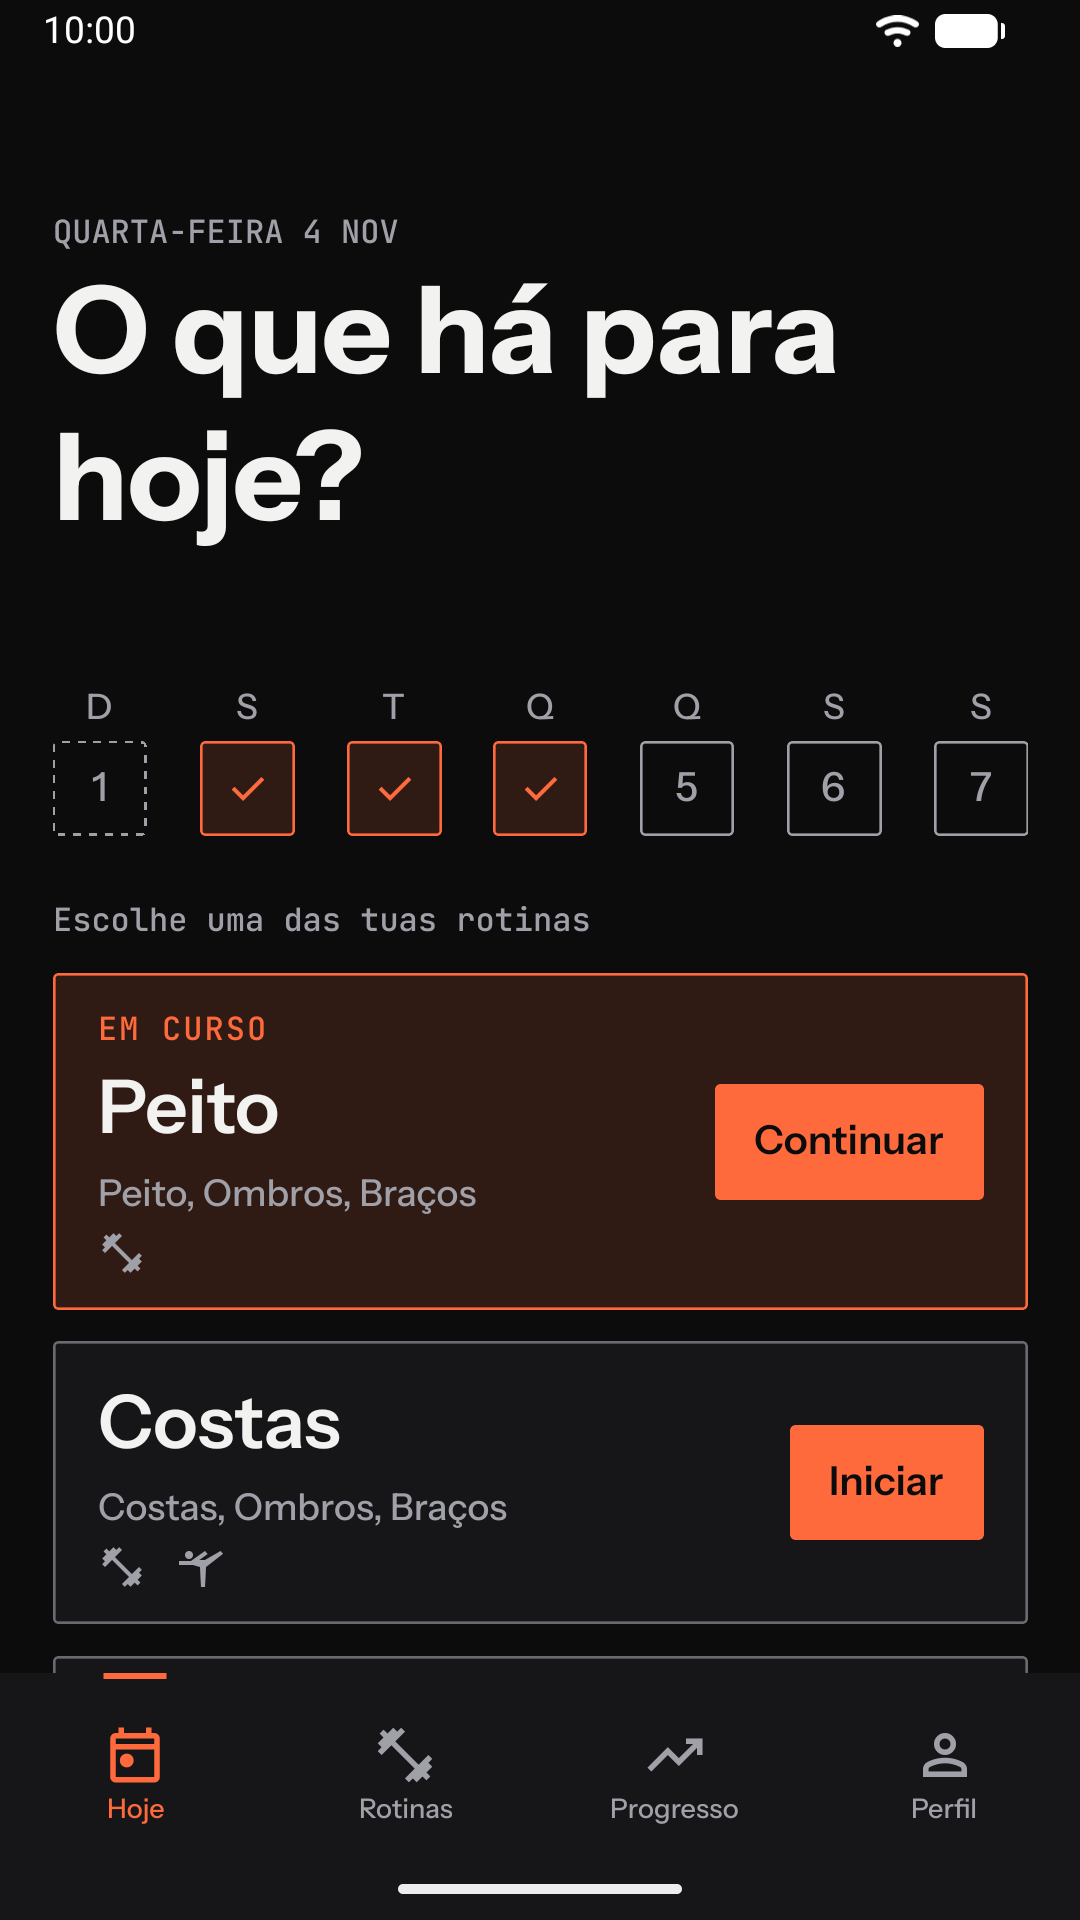 10:00
QUARTA-FEIRA 4 NOV
O que há para
hoje?
D S T Q Q S S
1 5 6 7
Escolhe uma das tuas rotinas
EM CURSO
Peito
Continuar
Peito, Ombros, Braços
Costas
Iniciar
Costas, Ombros, Braços
Hoje Rotinas Progresso Perfil